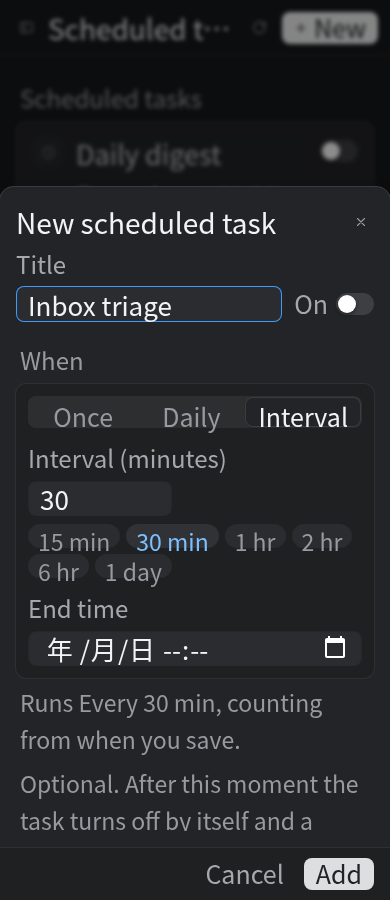 Scheduled t···
+ New
Scheduled tasks
Daily digest
New scheduled task
×
Title
Inbox triage
On
When
Once Daily Interval
Interval (minutes)
30
15 min 30 min 1 hr 2 hr
6 hr 1 day
End time
年 /月/日 --:--
Runs Every 30 min, counting
from when you save.
Optional. After this moment the
task turns off by itself and a
Cancel Add